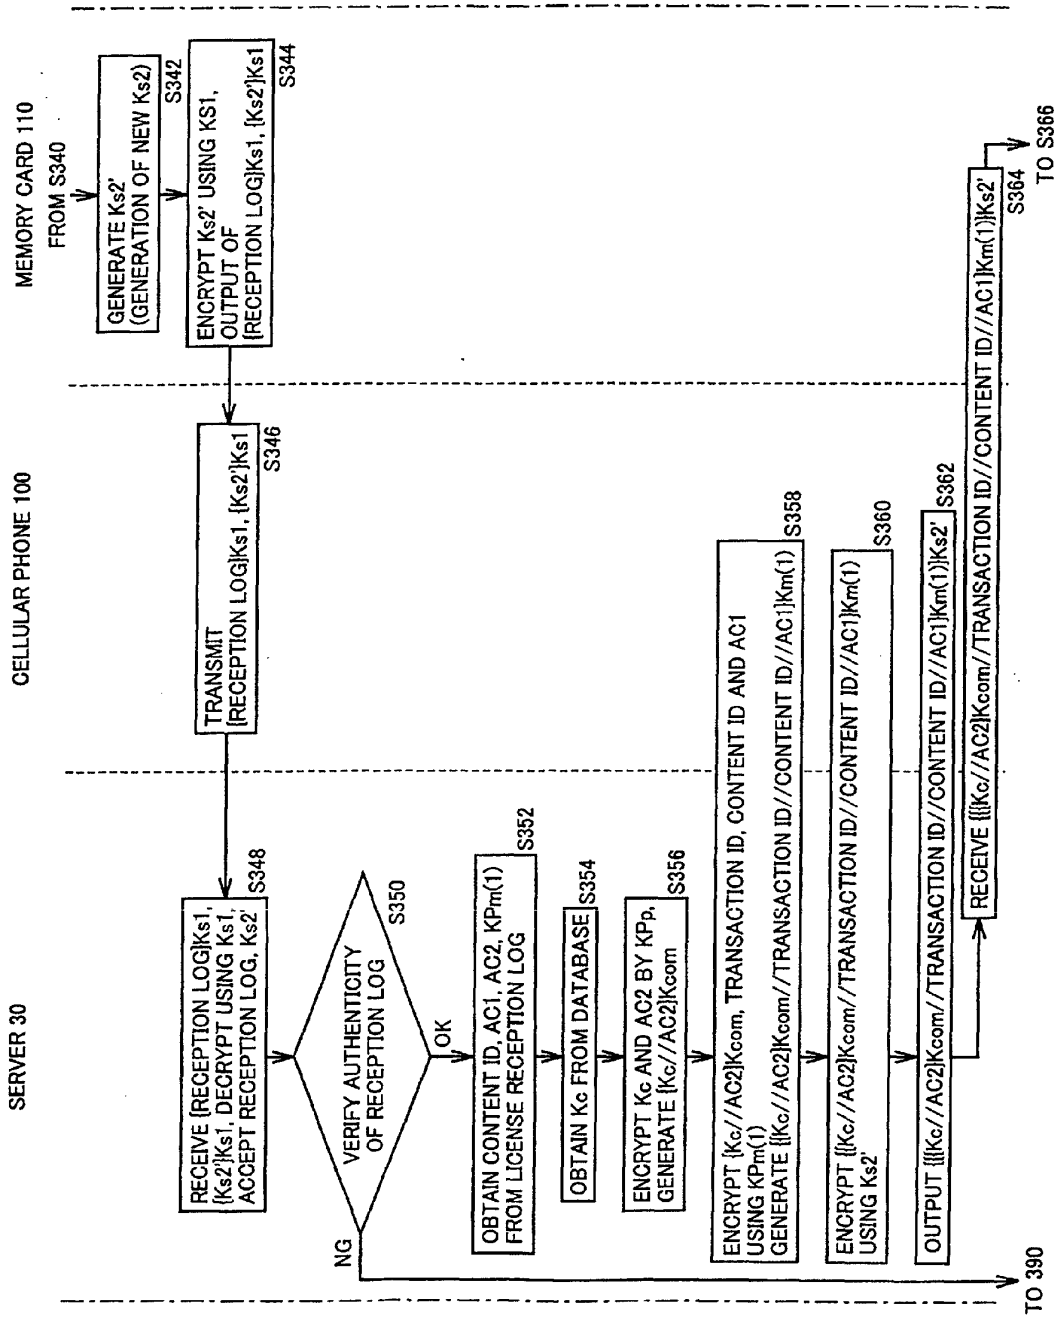 SERVER 30
CELLULAR PHONE 100
MEMORY CARD 110
FROM S340
GENERATE Ks2'
(GENERATION OF NEW Ks2)
S342
ENCRYPT Ks2' USING KS1,
OUTPUT OF
{RECEPTION LOG}Ks1, {Ks2'}Ks1
S344
TRANSMIT
{RECEPTION LOG}Ks1, {Ks2'}Ks1
S346
RECEIVE {RECEPTION LOG}Ks1,
{Ks2'}Ks1, DECRYPT USING Ks1,
ACCEPT RECEPTION LOG, Ks2'
S348
VERIFY AUTHENTICITY
OF RECEPTION LOG
S350
NG
OK
OBTAIN CONTENT ID, AC1, AC2, KPm(1)
FROM LICENSE RECEPTION LOG
S352
OBTAIN Kc FROM DATABASE
S354
ENCRYPT Kc AND AC2 BY KPp,
GENERATE {Kc//AC2}Kcom
S356
ENCRYPT {Kc//AC2}Kcom, TRANSACTION ID, CONTENT ID AND AC1
USING KPm(1)
GENERATE {{Kc//AC2}Kcom//TRANSACTION ID//CONTENT ID//AC1}Km(1)
S358
ENCRYPT {{Kc//AC2}Kcom//TRANSACTION ID//CONTENT ID//AC1}Km(1)
USING Ks2'
S360
OUTPUT {{{Kc//AC2}Kcom//TRANSACTION ID//CONTENT ID//AC1}Km(1)}Ks2'
S362
RECEIVE {{{Kc//AC2}Kcom//TRANSACTION ID//CONTENT ID//AC1}Km(1)}Ks2'
S364
TO S366
TO 390